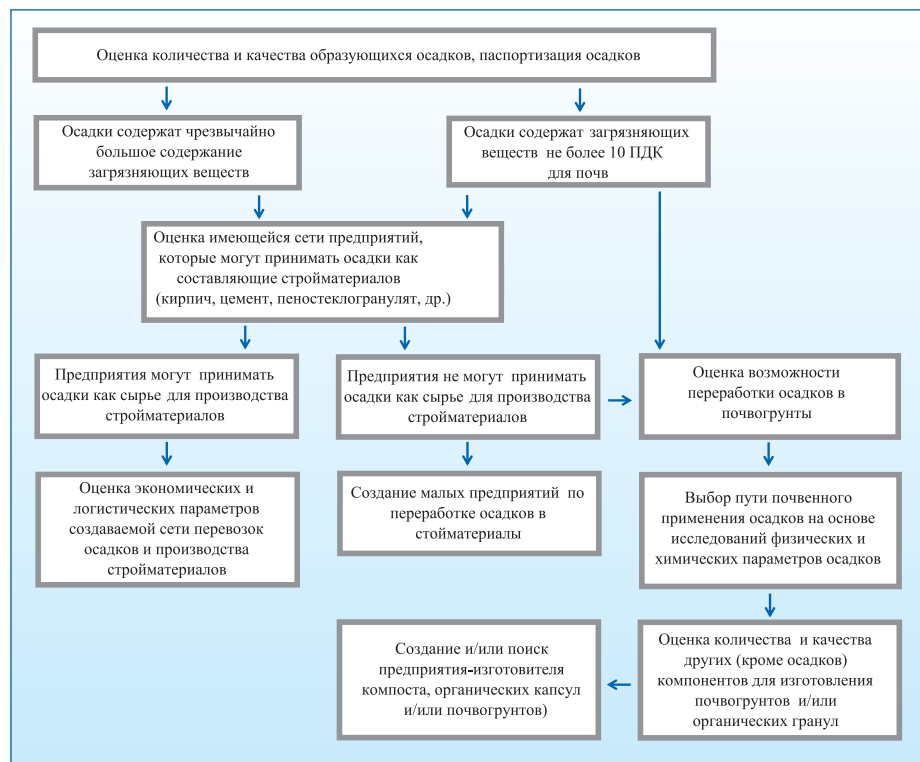 Оценка количества и качества образующихся осадков, паспортизация осадков
Осадки содержат чрезвычайно
большое содержание
загрязняющих веществ
Осадки содержат загрязняющих
веществ не более 10 ПДК
для почв
Оценка имеющейся сети предприятий,
которые могут принимать осадки как
составляющие стройматериалов
(кирпич, цемент, пеностеклогранулят, др.)
Предприятия могут принимать
осадки как сырье для производства
стройматериалов
Предприятия не могут принимать
осадки как сырье для производства
стройматериалов
Оценка возможности
переработки осадков в
почвогрунты
Оценка экономических и
логистических параметров
создаваемой сети перевозок
осадков и производства
стройматериалов
Создание малых предприятий по
переработке осадков в
стойматериалы
Выбор пути почвенного
применения осадков на основе
исследований физических и
химических параметров осадков
Создание и/или поиск
предприятия-изготовителя
компоста, органических капсул
и/или почвогрунтов)
Оценка количества и качества
других (кроме осадков)
компонентов для изготовления
почвогрунтов и/или
органических гранул